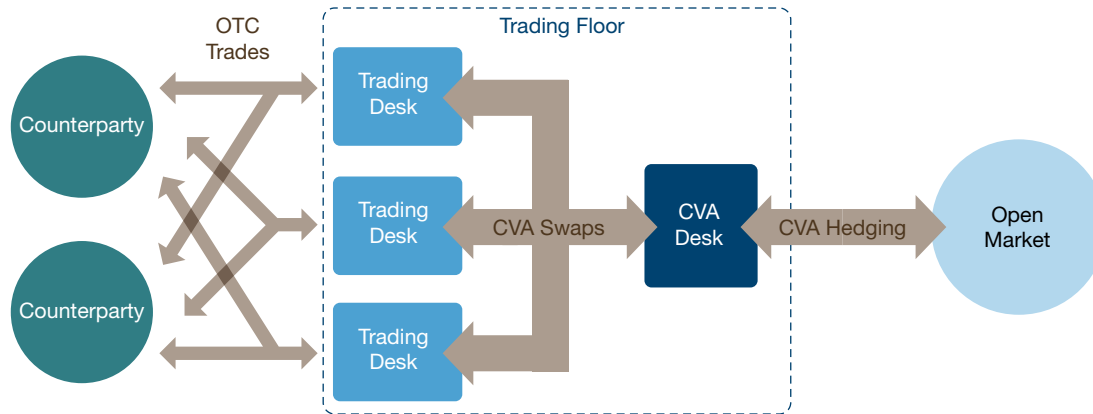 OTC
Trades
Trading Floor
Counterparty
Counterparty
Trading
Desk
Trading
Desk
Trading
Desk
CVA Swaps
CVA
Desk
CVA Hedging
Open
Market